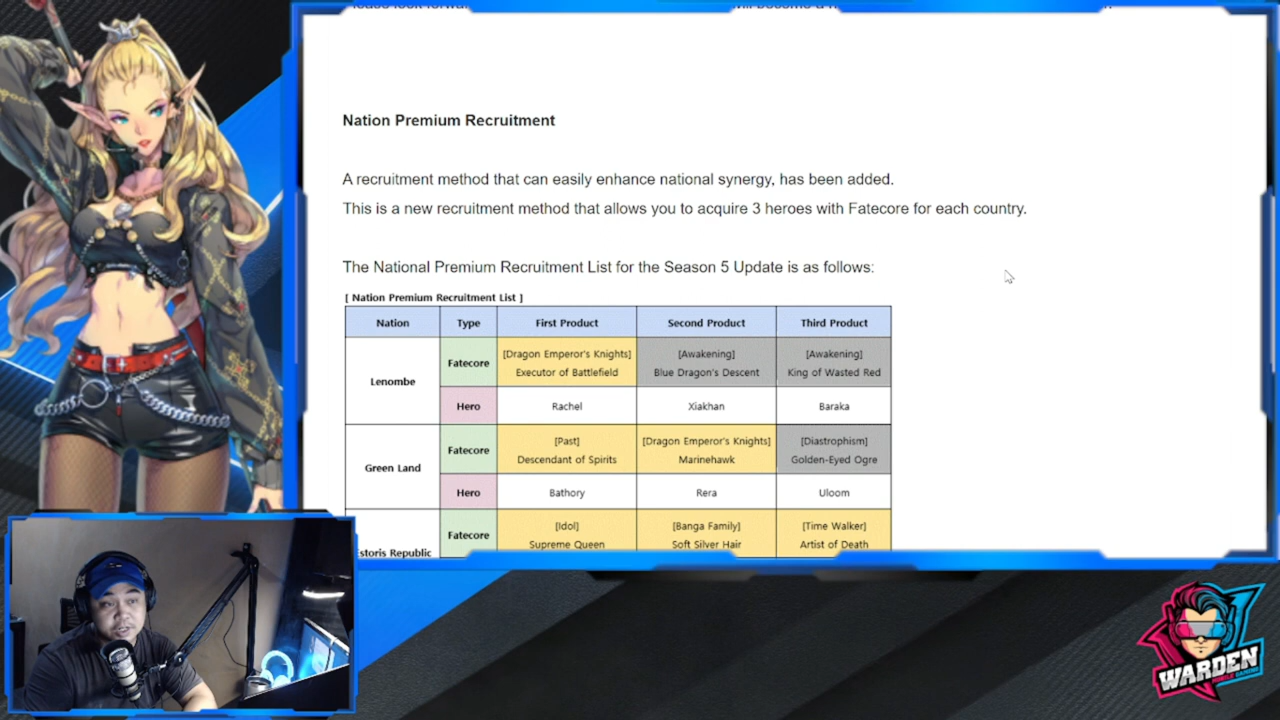 Nation Premium Recruitment
A recruitment method that can easily enhance national synergy, has been added.
This is a new recruitment method that allows you to acquire 3 heroes with Fatecore for each country.
The National Premium Recruitment List for the Season 5 Update is as follows:
[ Nation Premium Recruitment List ]
Nation Type First Product Second Product Third Product
Lenombe
Fatecore
[Dragon Emperor's Knights]
Executor of Battlefield
[Awakening]
Blue Dragon's Descent
[Awakening]
King of Wasted Red
Hero Rachel Xiakhan Baraka
Green Land
Fatecore
[Past]
Descendant of Spirits
[Dragon Emperor's Knights]
Marinehawk
[Diastrophism]
Golden-Eyed Ogre
Hero Bathory Rera Uloom
storis Republic
Fatecore
[Idol]
Supreme Queen
[Banga Family]
Soft Silver Hair
[Time Walker]
Artist of Death
WARDEN
MOBILE GAMING